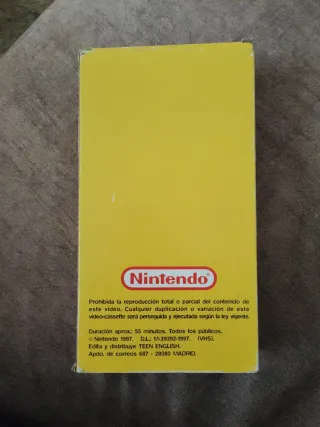 Nintendo®
Prohibida la reproducción total o parcial del contenido de
este video. Cualquier duplicación o variación de esta
video-cassette será perseguida y ejecutada según la ley vigente.
Duración aprox.: 55 minutos. Todos los públicos.
© Nintendo 1997. D.L.: M-39392-1997. (VHS).
Edita y distribuye TEEN ENGLISH.
Apdo. de correos 687 - 28080 MADRID.